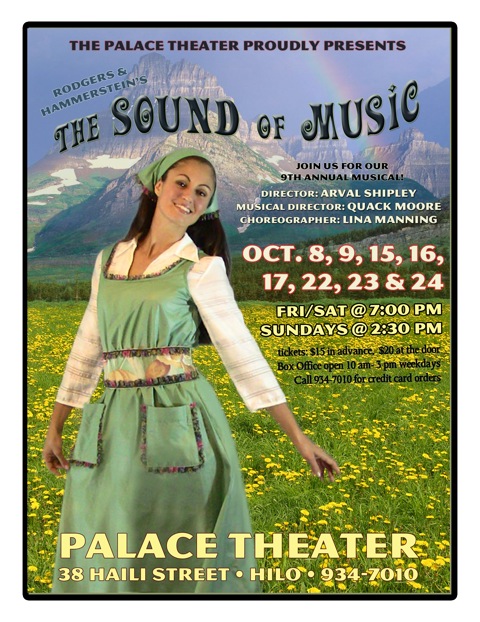 THE PALACE THEATER PROUDLY PRESENTS
RODGERS &
HAMMERSTEIN'S
THE SOUND OF MUSIC
JOIN US FOR OUR
9TH ANNUAL MUSICAL!
DIRECTOR: ARVAL SHIPLEY
MUSICAL DIRECTOR: QUACK MOORE
CHOREOGRAPHER: LINA MANNING
OCT. 8, 9, 15, 16,
17, 22, 23 & 24
FRI/SAT @ 7:00 PM
SUNDAYS @ 2:30 PM
tickets: $15 in advance, $20 at the door
Box Office open 10 am- 3 pm weekdays
Call 934-7010 for credit card orders
PALACE THEATER
38 HAILI STREET • HILO • 934-7010